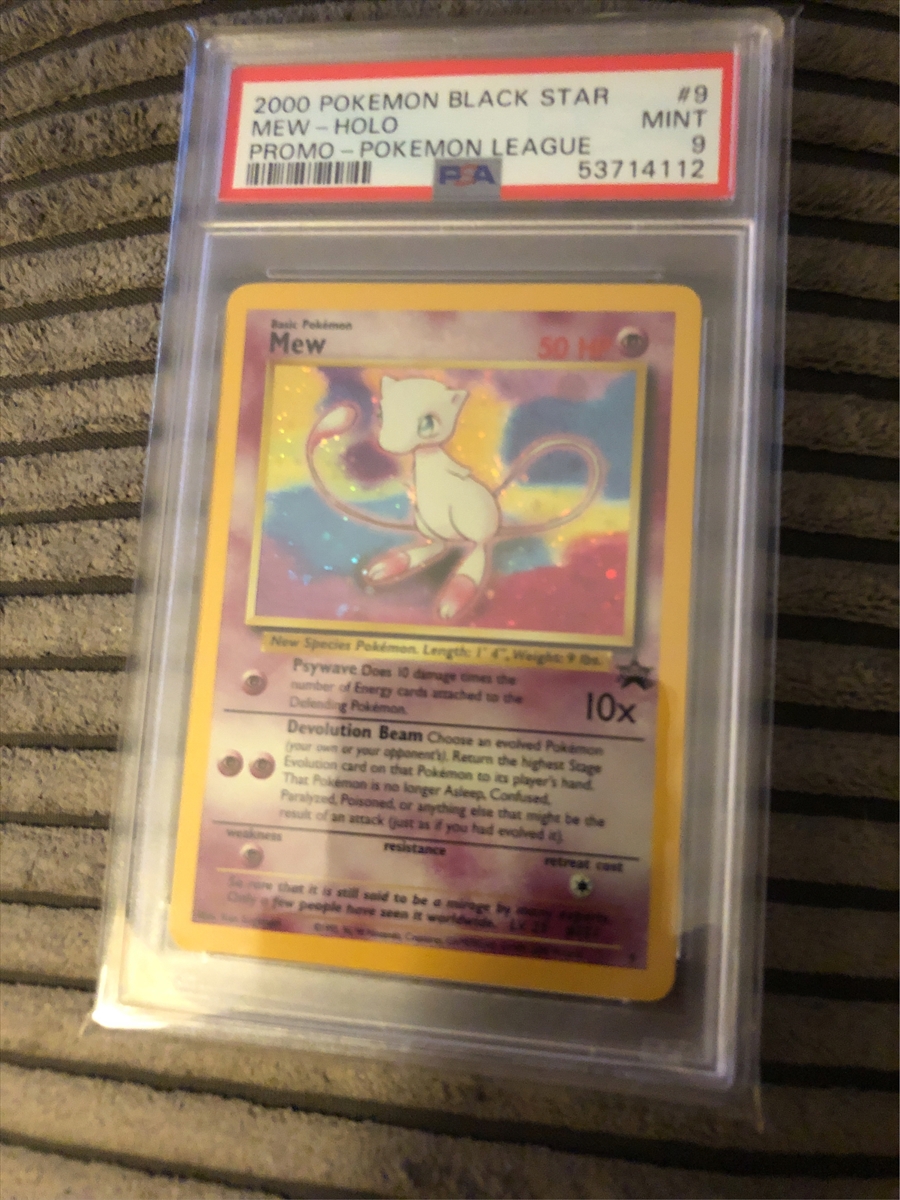 2000 POKEMON BLACK STAR #9
MEW - HOLO MINT
PROMO - POKEMON LEAGUE 9
PSA 53714112
Basic Pokémon
Mew 50 HP
New Species Pokémon. Length: 1' 4", Weight: 9 lbs.
Psywave Does 10 damage times the
number of Energy cards attached to the
Defending Pokémon.
10x
Devolution Beam Choose an evolved Pokémon
(your own or your opponent's). Return the highest Stage
Evolution card on that Pokémon to its player's hand.
That Pokémon is no longer Asleep, Confused,
Paralyzed, Poisoned, or anything else that might be the
result of an attack (just as if you had evolved it).
weakness
resistance
retreat cost
So rare that it is still said to be a mirage by many experts.
Only a few people have seen it worldwide.